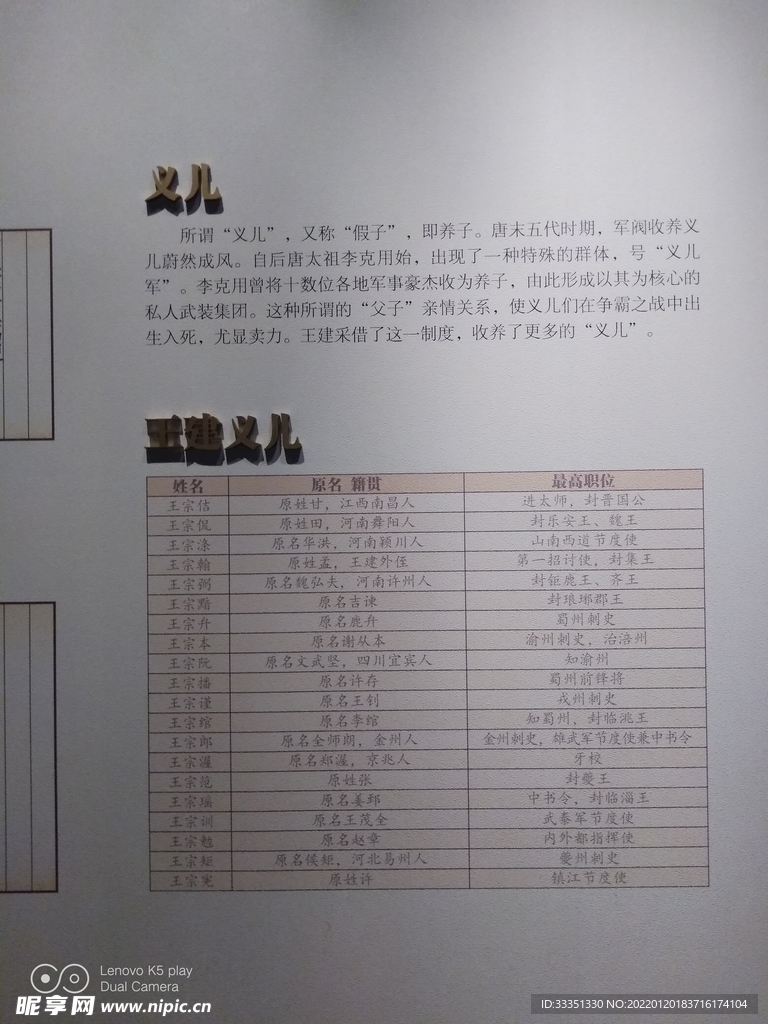 义儿
所谓“义儿”，又称“假子”，即养子。唐末五代时期，军阀收养义
儿蔚然成风。自后唐太祖李克用始，出现了一种特殊的群体，号“义儿
军”。李克用曾将十数位各地军事豪杰收为养子，由此形成以其为核心的
私人武装集团。这种所谓的“父子”亲情关系，使义儿们在争霸之战中出
生入死，尤显卖力。王建采借了这一制度，收养了更多的“义儿”。
王建义儿
姓名 原名 籍贯 最高职位
王宗佶 原姓甘，江西南昌人 进太师，封晋国公
王宗侃 原姓田，河南舞阳人 封乐安王、魏王
王宗涤 原名华洪，河南颖川人 山南西道节度使
王宗翰 原姓孟，王建外侄 第一招讨使，封集王
王宗弼 原名魏弘夫，河南许州人 封钜鹿王、齐王
王宗黯 原名吉谏 封琅琊郡王
王宗弁 原名鹿弁 蜀州刺史
王宗本 原名谢从本 渝州刺史，治涪州
王宗阮 原名文武坚，四川宜宾人 知渝州
王宗播 原名许存 蜀州前锋将
王宗谨 原名王钊 戎州刺史
王宗绾 原名李绾 知蜀州，封临洮王
王宗郎 原名全师朗，金州人 金州刺史，雄武军节度使兼中书令
王宗渥 原名郑渥，京兆人 牙校
王宗范 原姓张 封夔王
王宗瑶 原名姜郅 中书令，封临淄王
王宗训 原名王茂全 武泰军节度使
王宗勉 原名赵章 内外都指挥使
王宗矩 原名侯矩，河北易州人 夔州刺史
王宗宪 原姓许 镇江节度使
Lenovo K5 play
Dual Camera
昵享网 www.nipic.cn
ID:33351330 NO:20220120183716174104